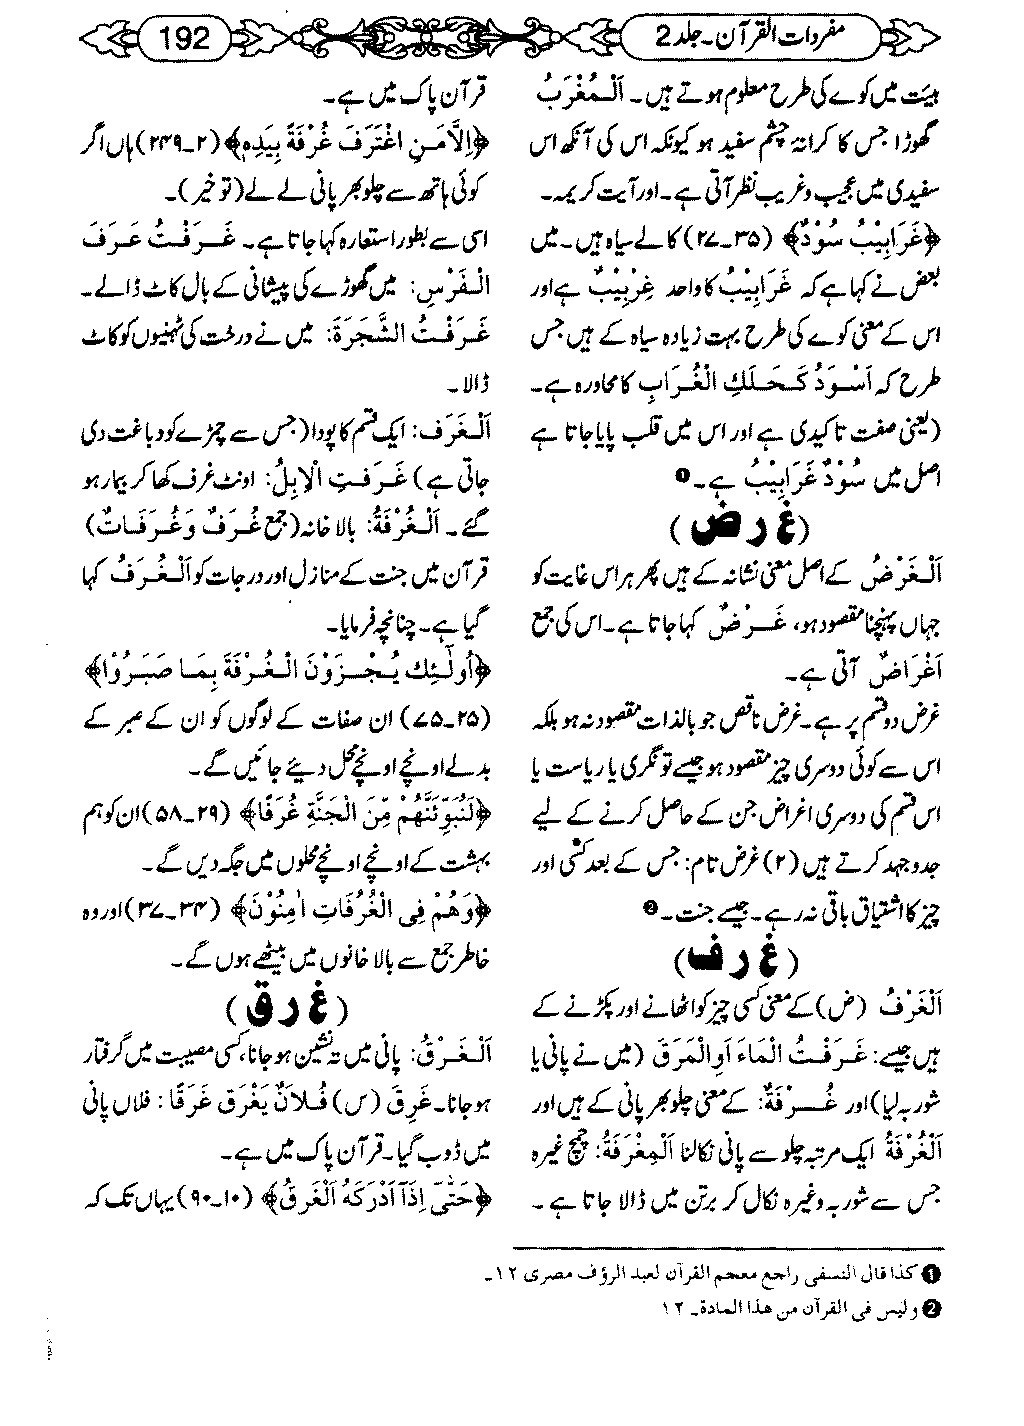 مفردات القرآن۔ جلد 2
192
ہیئت میں کوے کی طرح معلوم ہوتے ہیں۔ اَلْمُغْرَبُ
گھوڑا جس کا کرانۂ چشم سفید ہو کیونکہ اس کی آنکھ اس
سفیدی میں عجیب و غریب نظر آتی ہے۔ اور آیت کریمہ۔
﴿غَرَابِیْبُ سُوْدٌ﴾ (۳۵۔۲۷) کالے سیاہ ہیں۔ میں
بعض نے کہا ہے کہ غَرَابِیْبُ کا واحد غِرْبِیْبٌ ہے اور
اس کے معنی کوے کی طرح بہت زیادہ سیاہ کے ہیں جس
طرح کہ اَسْوَدُ کَحَلَكِ الْغُرَابِ کا محاورہ ہے۔
(یعنی صفت تاکیدی ہے اور اس میں قلب پایا جاتا ہے
اصل میں سُوْدٌ غَرَابِیْبُ ہے۔❶
(غ ر ض)
اَلْغَرَضُ کے اصل معنی نشانہ کے ہیں پھر ہر اس غایت کو
جہاں پہنچنا مقصود ہو، غَرَضٌ کہا جاتا ہے۔ اس کی جمع
اَغْرَاضٌ آتی ہے۔
غرض دو قسم پر ہے۔ غرض ناقص جو بالذات مقصود نہ ہو بلکہ
اس سے کوئی دوسری چیز مقصود ہو جیسے تونگری یا ریاست یا
اس قسم کی دوسری اغراض جن کے حاصل کرنے کے لیے
جدوجہد کرتے ہیں (۲) غرض تام: جس کے بعد کسی اور
چیز کا اشتیاق باقی نہ رہے۔ جیسے جنت۔❷
(غ ر ف)
اَلْغَرْفُ (ض) کے معنی کسی چیز کو اٹھانے اور پکڑنے کے
ہیں جیسے: غَرَفْتُ الْمَاءَ اَوِالْمَرَقَ (میں نے پانی یا
شوربہ لیا) اور غُرْفَةٌ: کے معنی چلو بھر پانی کے ہیں اور
اَلْغَرْفَةُ ایک مرتبہ چلو سے پانی نکالنا اَلْمِغْرَفَةُ: چمچ غیرہ
جس سے شوربہ وغیرہ نکال کر برتن میں ڈالا جاتا ہے۔
قرآن پاک میں ہے۔
﴿اِلَّا مَنِ اغْتَرَفَ غُرْفَةً بِیَدِهٖ﴾ (۲۔۲۴۹) ہاں اگر
کوئی ہاتھ سے چلو بھر پانی لے لے (تو خیر)۔
اسی سے بطور استعارہ کہا جاتا ہے۔ غَرَفْتُ عَرَفَ
الْفَرْسِ: میں گھوڑے کی پیشانی کے بال کاٹ ڈالے۔
غَرَفْتُ الشَّجَرَةَ: میں نے درخت کی ٹہنیوں کو کاٹ
ڈالا۔
اَلْغَرَفُ: ایک قسم کا پودا (جس سے چمڑے کو دباغت دی
جاتی ہے) غَرَفَتِ الْاِبِلُ: اونٹ غرف کھا کر بیمار ہو
گئے۔ اَلْغُرْفَةُ: بالا خانہ (جمع غُرَفٌ وَغُرَفَاتٌ)
قرآن میں جنت کے منازل اور درجات کو اَلْغُرَفُ کہا
گیا ہے۔ چنانچہ فرمایا۔
﴿اُولٰٓئِكَ یُجْزَوْنَ الْغُرْفَةَ بِمَا صَبَرُوْا﴾
(۲۵۔۷۵) ان صفات کے لوگوں کو ان کے صبر کے
بدلے اونچے اونچے محل دیئے جائیں گے۔
﴿لَنُبَوِّئَنَّهُمْ مِّنَ الْجَنَّةِ غُرَفًا﴾ (۲۹۔۵۸) ان کو ہم
بہشت کے اونچے اونچے محلوں میں جگہ دیں گے۔
﴿وَهُمْ فِی الْغُرُفَاتِ اٰمِنُوْنَ﴾ (۳۴۔۳۷) اور وہ
خاطر جمع سے بالا خانوں میں بیٹھے ہوں گے۔
(غ ر ق)
اَلْغَرْقُ: پانی میں تہ نشین ہو جانا، کسی مصیبت میں گرفتار
ہو جانا۔ غَرِقَ (س) فُلَانٌ یَغْرَق غَرَقًا: فلاں پانی
میں ڈوب گیا۔ قرآن پاک میں ہے۔
﴿حَتّٰی اِذَآ اَدْرَکَهُ الْغَرَقُ﴾ (۱۰۔۹۰) یہاں تک کہ
❶ کذا قال النسفی راجع معجم القرآن لعبد الرؤف مصری ۱۲۔
❷ ولیس فی القرآن من هذا المادة۔ ۱۲